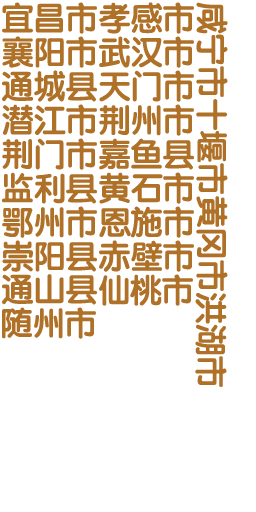 宜昌市孝感市
襄阳市武汉市
通城县天门市
潜江市荆州市
荆门市嘉鱼县
监利县黄石市
鄂州市恩施市
崇阳县赤壁市
通山县仙桃市
随州市
咸宁市十堰市黄冈市洪湖市